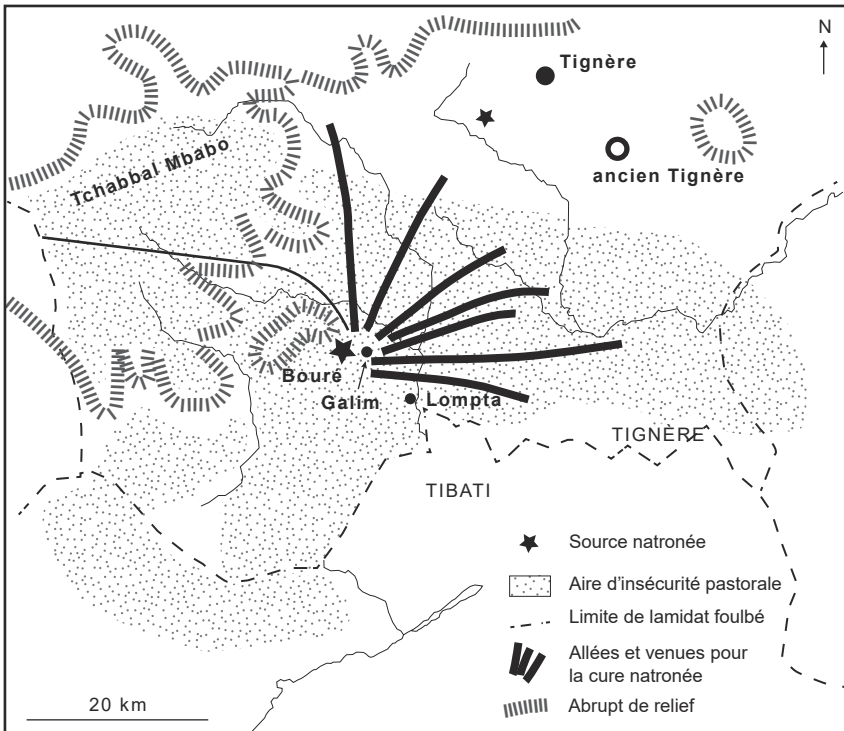 N
Tignère
ancien Tignère
Tchabbal Mbabo
Bouré
Galim
Lompta
TIGNÈRE
TIBATI
Source natronée
Aire d'insécurité pastorale
Limite de lamidat foulbé
Allées et venues pour
la cure natronée
Abrupt de relief
20 km